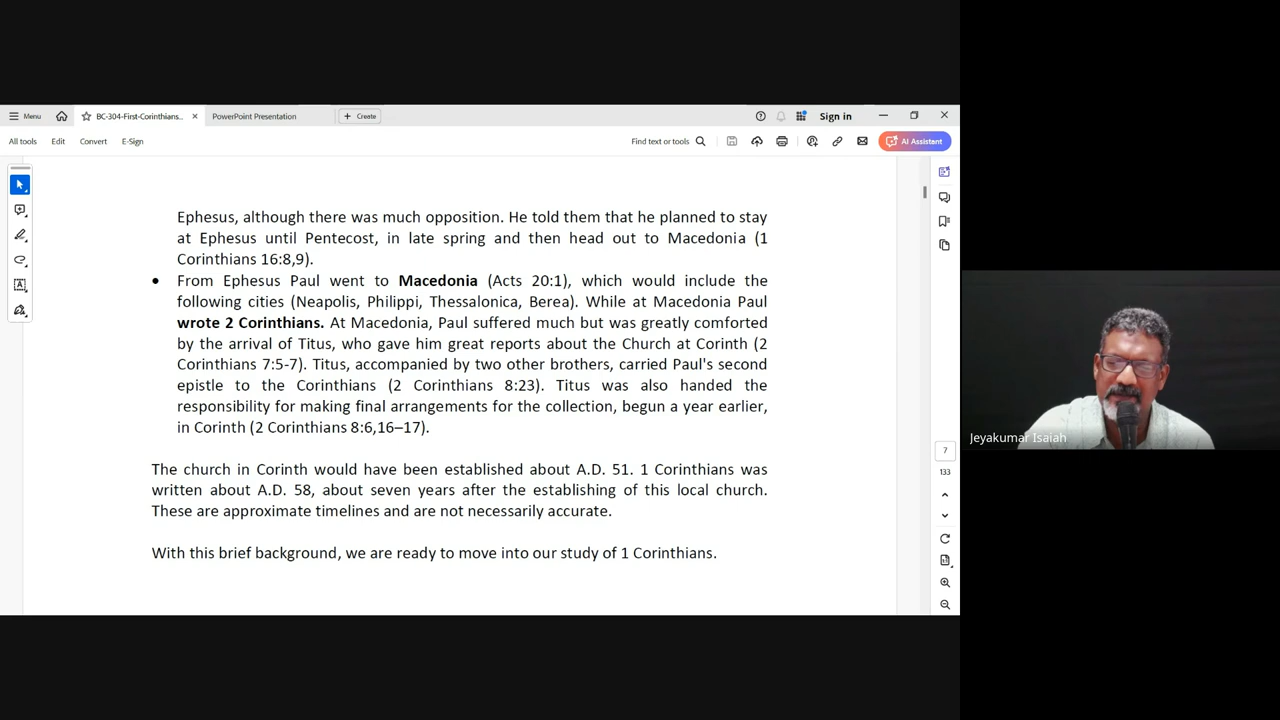 Menu
BC-304-First-Corinthians..
PowerPoint Presentation
Create
Sign in
All tools
Edit
Convert
E-Sign
Find text or tools
AI Assistant
Ephesus, although there was much opposition. He told them that he planned to stay
at Ephesus until Pentecost, in late spring and then head out to Macedonia (1
Corinthians 16:8,9).
• From Ephesus Paul went to Macedonia (Acts 20:1), which would include the
following cities (Neapolis, Philippi, Thessalonica, Berea). While at Macedonia Paul
wrote 2 Corinthians. At Macedonia, Paul suffered much but was greatly comforted
by the arrival of Titus, who gave him great reports about the Church at Corinth (2
Corinthians 7:5-7). Titus, accompanied by two other brothers, carried Paul's second
epistle to the Corinthians (2 Corinthians 8:23). Titus was also handed the
responsibility for making final arrangements for the collection, begun a year earlier,
in Corinth (2 Corinthians 8:6,16–17).
The church in Corinth would have been established about A.D. 51. 1 Corinthians was
written about A.D. 58, about seven years after the establishing of this local church.
These are approximate timelines and are not necessarily accurate.
With this brief background, we are ready to move into our study of 1 Corinthians.
7
133
Jeyakumar Isaiah